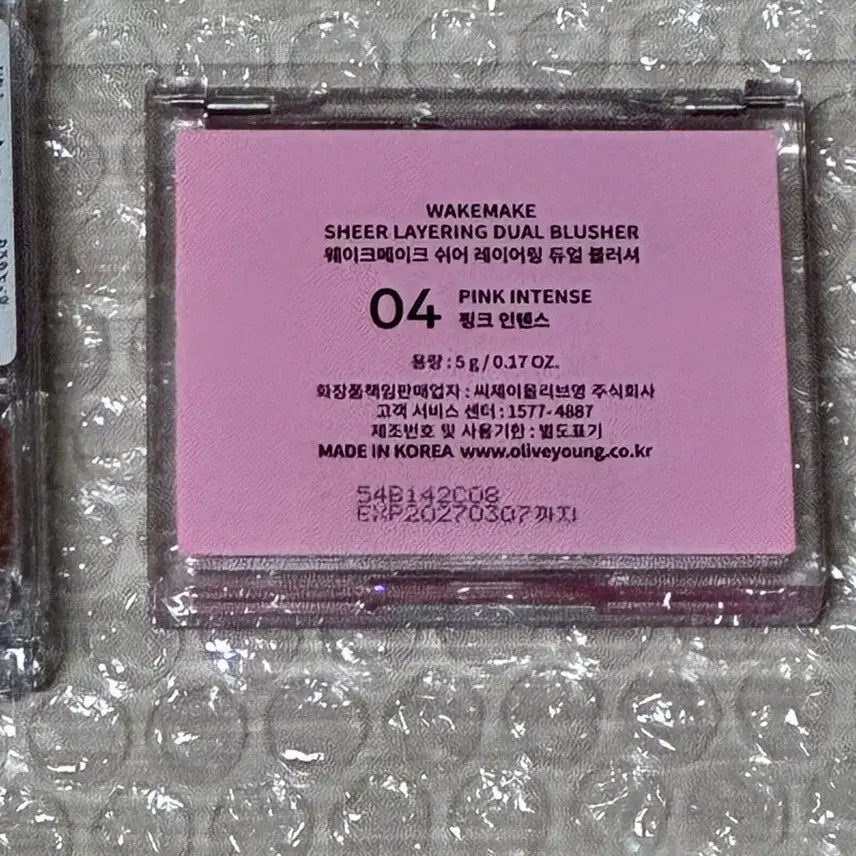 WAKEMAKE
SHEER LAYERING DUAL BLUSHER
웨이크메이크 쉬어 레이어링 듀얼 블러셔
04 PINK INTENSE
핑크 인텐스
용량 : 5 g / 0.17 OZ.
화장품책임판매업자 : 씨제이올리브영 주식회사
고객 서비스 센터 : 1577-4887
제조번호 및 사용기한 : 별도표기
MADE IN KOREA www.oliveyoung.co.kr
54B142C08
EXP20270307까지